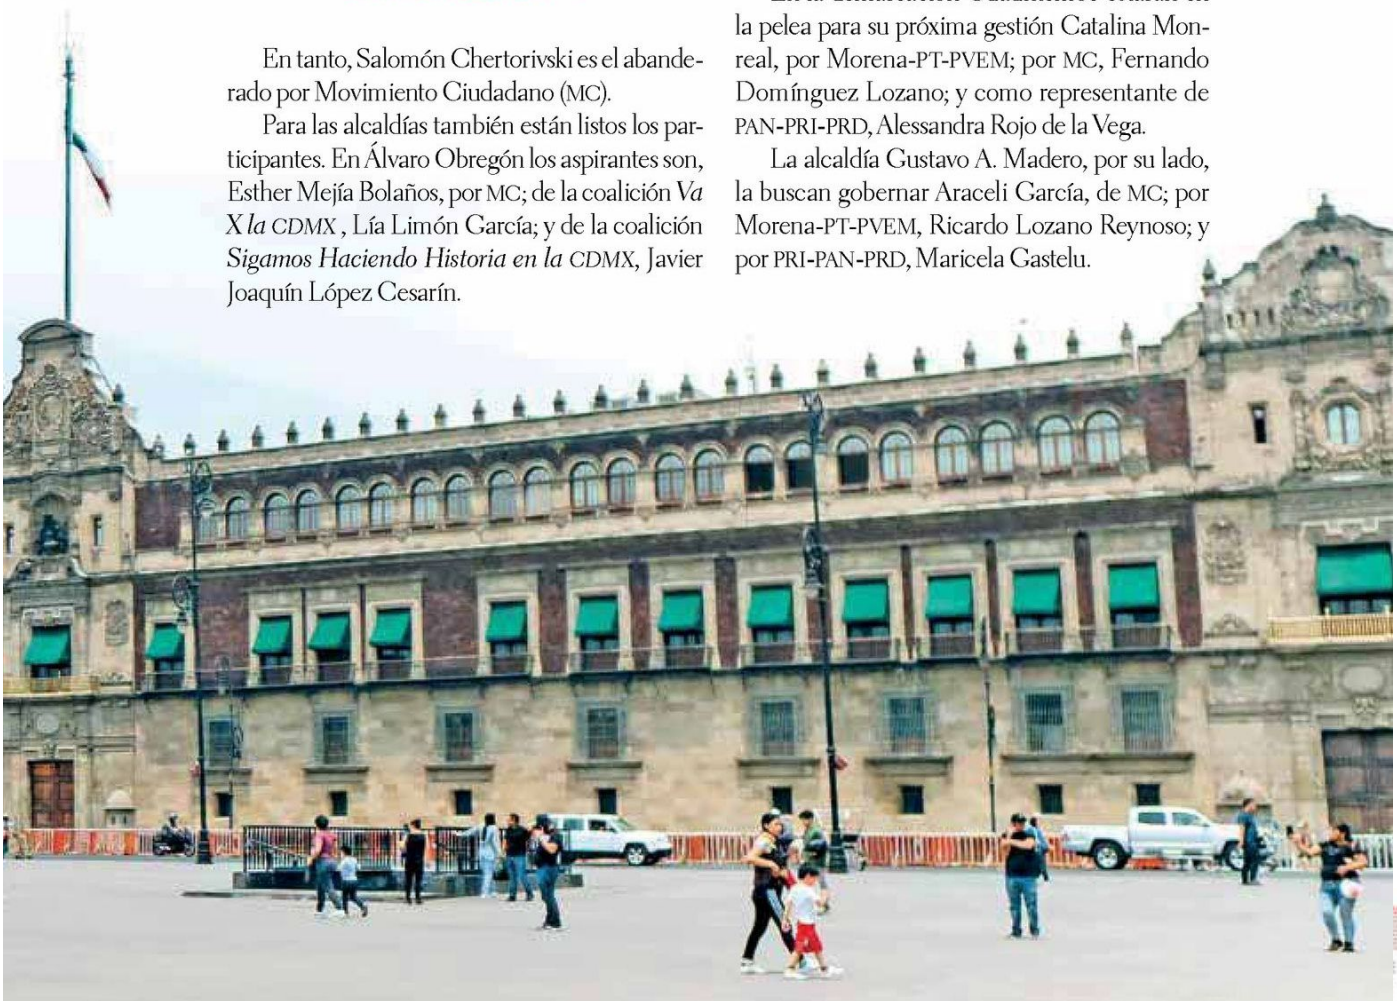 En tanto, Salomón Chertorivski es el abande-
rado por Movimiento Ciudadano (MC).
Para las alcaldías también están listos los par-
ticipantes. En Álvaro Obregón los aspirantes son,
Esther Mejía Bolaños, por MC; de la coalición Va
X la CDMX , Lía Limón García; y de la coalición
Sigamos Haciendo Historia en la CDMX, Javier
Joaquín López Cesarín.
la pelea para su próxima gestión Catalina Mon-
real, por Morena-PT-PVEM; por MC, Fernando
Domínguez Lozano; y como representante de
PAN-PRI-PRD, Alessandra Rojo de la Vega.
La alcaldía Gustavo A. Madero, por su lado,
la buscan gobernar Araceli García, de MC; por
Morena-PT-PVEM, Ricardo Lozano Reynoso; y
por PRI-PAN-PRD, Maricela Gastelu.